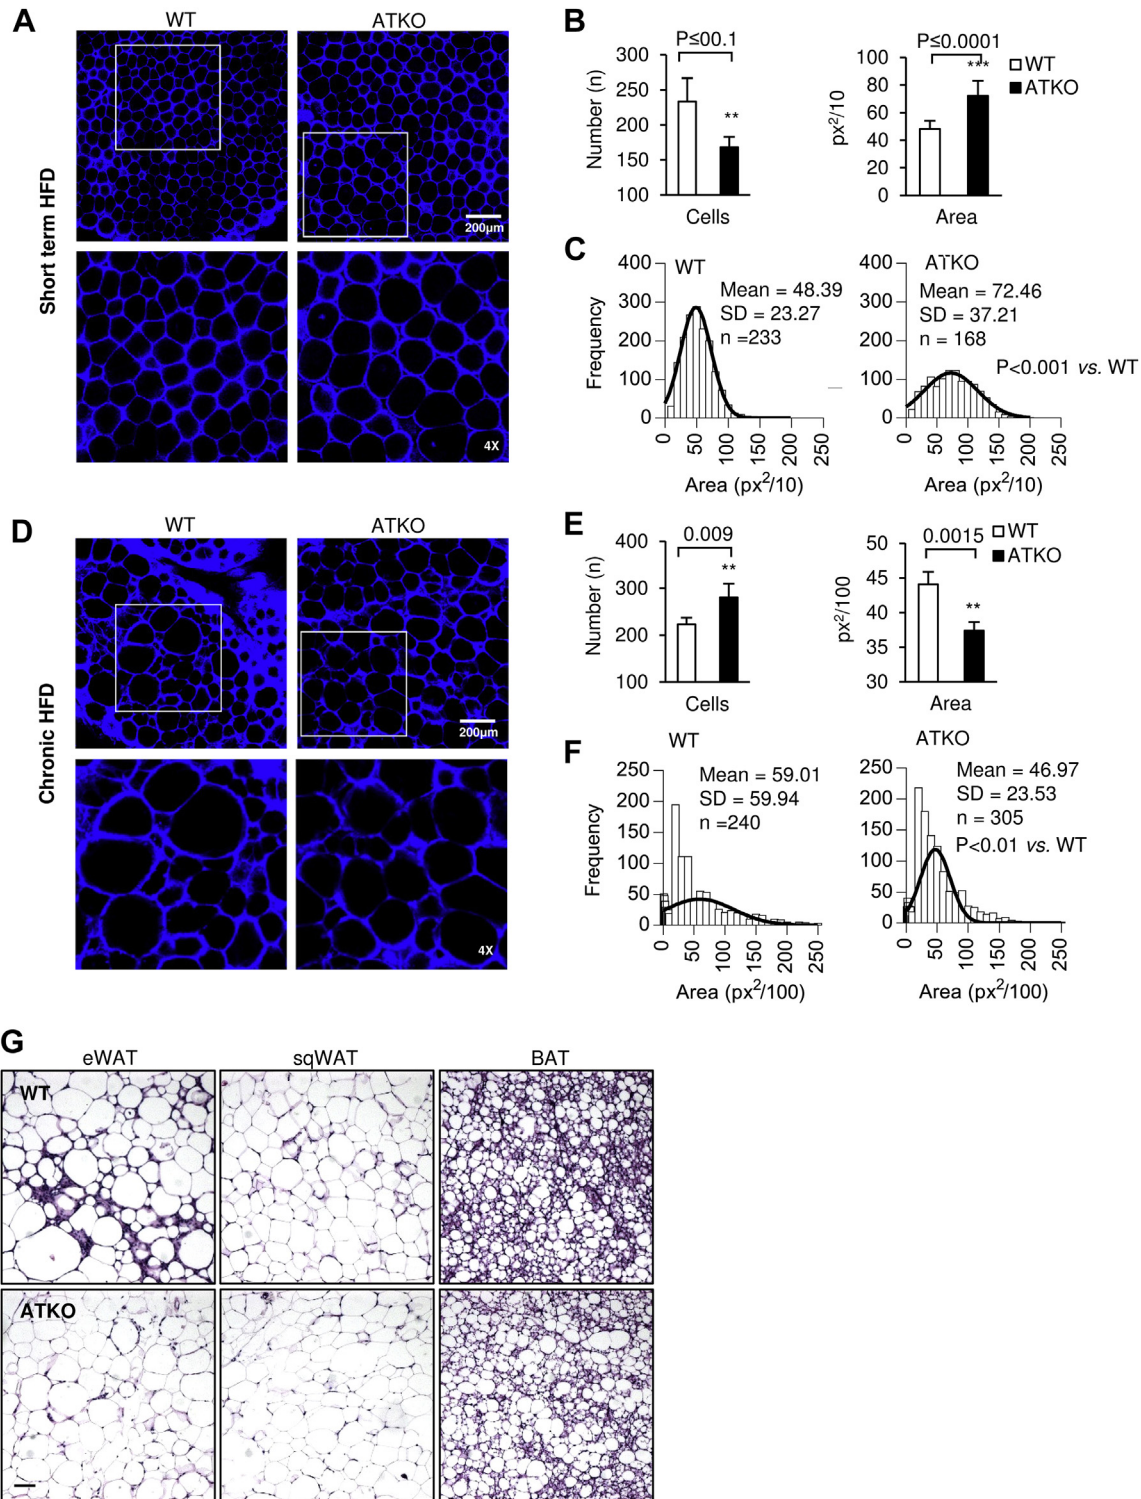 A
WT
ATKO
Short term HFD
200µm
4X
B
P≤00.1
Number (n)
300
250
200
150
100
**
Cells
P≤0.0001
px²/10
100
80
60
40
20
0
***
Area
WT
ATKO
C
WT
Frequency
400
300
200
100
0
Mean = 48.39
SD = 23.27
n =233
0
50
100
150
200
250
Area (px²/10)
ATKO
400
300
200
100
0
Mean = 72.46
SD = 37.21
n = 168
P<0.001 vs. WT
0
50
100
150
200
250
Area (px²/10)
D
WT
ATKO
Chronic HFD
200µm
4X
E
0.009
Number (n)
400
300
200
100
**
Cells
0.0015
px²/100
50
45
40
35
30
**
Area
WT
ATKO
F
WT
Frequency
250
200
150
100
50
0
Mean = 59.01
SD = 59.94
n =240
0
50
100
150
200
250
Area (px²/100)
ATKO
250
200
150
100
50
0
Mean = 46.97
SD = 23.53
n = 305
P<0.01 vs. WT
0
50
100
150
200
250
Area (px²/100)
G
eWAT
sqWAT
BAT
WT
ATKO